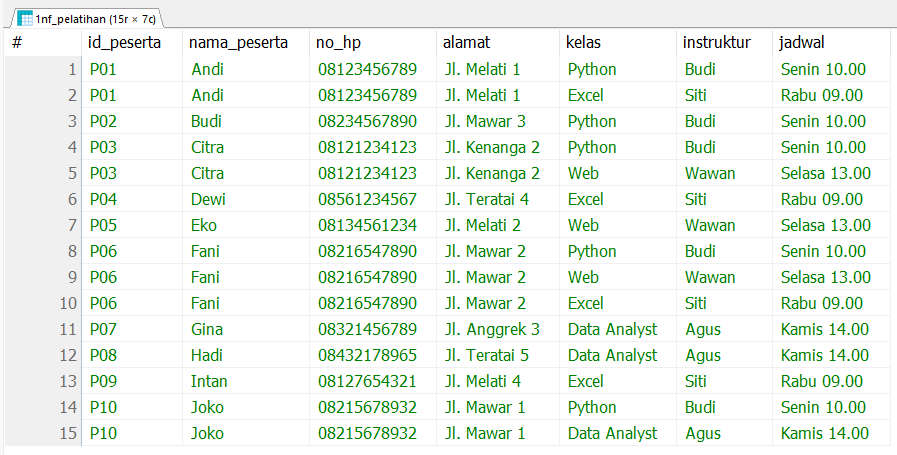 1nf_pelatihan (15r × 7c)
# id_peserta nama_peserta no_hp alamat kelas instruktur jadwal
1 P01 Andi 08123456789 Jl. Melati 1 Python Budi Senin 10.00
2 P01 Andi 08123456789 Jl. Melati 1 Excel Siti Rabu 09.00
3 P02 Budi 08234567890 Jl. Mawar 3 Python Budi Senin 10.00
4 P03 Citra 08121234123 Jl. Kenanga 2 Python Budi Senin 10.00
5 P03 Citra 08121234123 Jl. Kenanga 2 Web Wawan Selasa 13.00
6 P04 Dewi 08561234567 Jl. Teratai 4 Excel Siti Rabu 09.00
7 P05 Eko 08134561234 Jl. Melati 2 Web Wawan Selasa 13.00
8 P06 Fani 08216547890 Jl. Mawar 2 Python Budi Senin 10.00
9 P06 Fani 08216547890 Jl. Mawar 2 Web Wawan Selasa 13.00
10 P06 Fani 08216547890 Jl. Mawar 2 Excel Siti Rabu 09.00
11 P07 Gina 08321456789 Jl. Anggrek 3 Data Analyst Agus Kamis 14.00
12 P08 Hadi 08432178965 Jl. Teratai 5 Data Analyst Agus Kamis 14.00
13 P09 Intan 08127654321 Jl. Melati 4 Excel Siti Rabu 09.00
14 P10 Joko 08215678932 Jl. Mawar 1 Python Budi Senin 10.00
15 P10 Joko 08215678932 Jl. Mawar 1 Data Analyst Agus Kamis 14.00